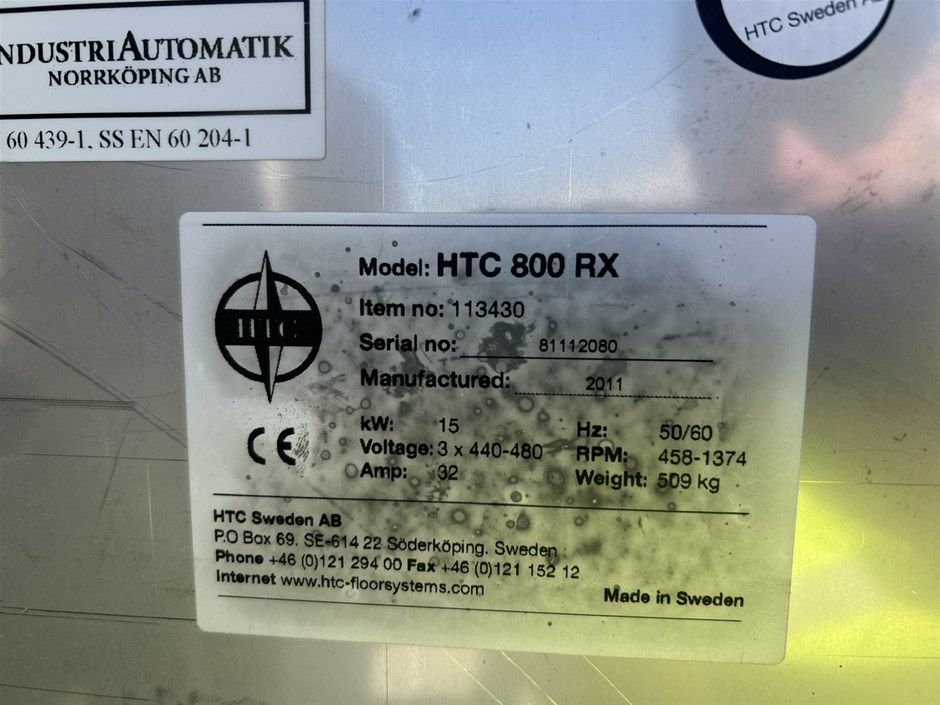 NDUSTRIAUTOMATIK
NORRKÖPING AB
60 439-1, SS EN 60 204-1
HTC Sweden A
HTC
CE
Model: HTC 800 RX
Item no: 113430
Serial no: 81112080
Manufactured: 2011
kW: 15 Hz: 50/60
Voltage: 3 x 440-480 RPM: 458-1374
Amp: 32 Weight: 509 kg
HTC Sweden AB
P.O Box 69. SE-614 22 Söderköping. Sweden
Phone +46 (0)121 294 00 Fax +46 (0)121 152 12
Internet www.htc-floorsystems.com
Made in Sweden